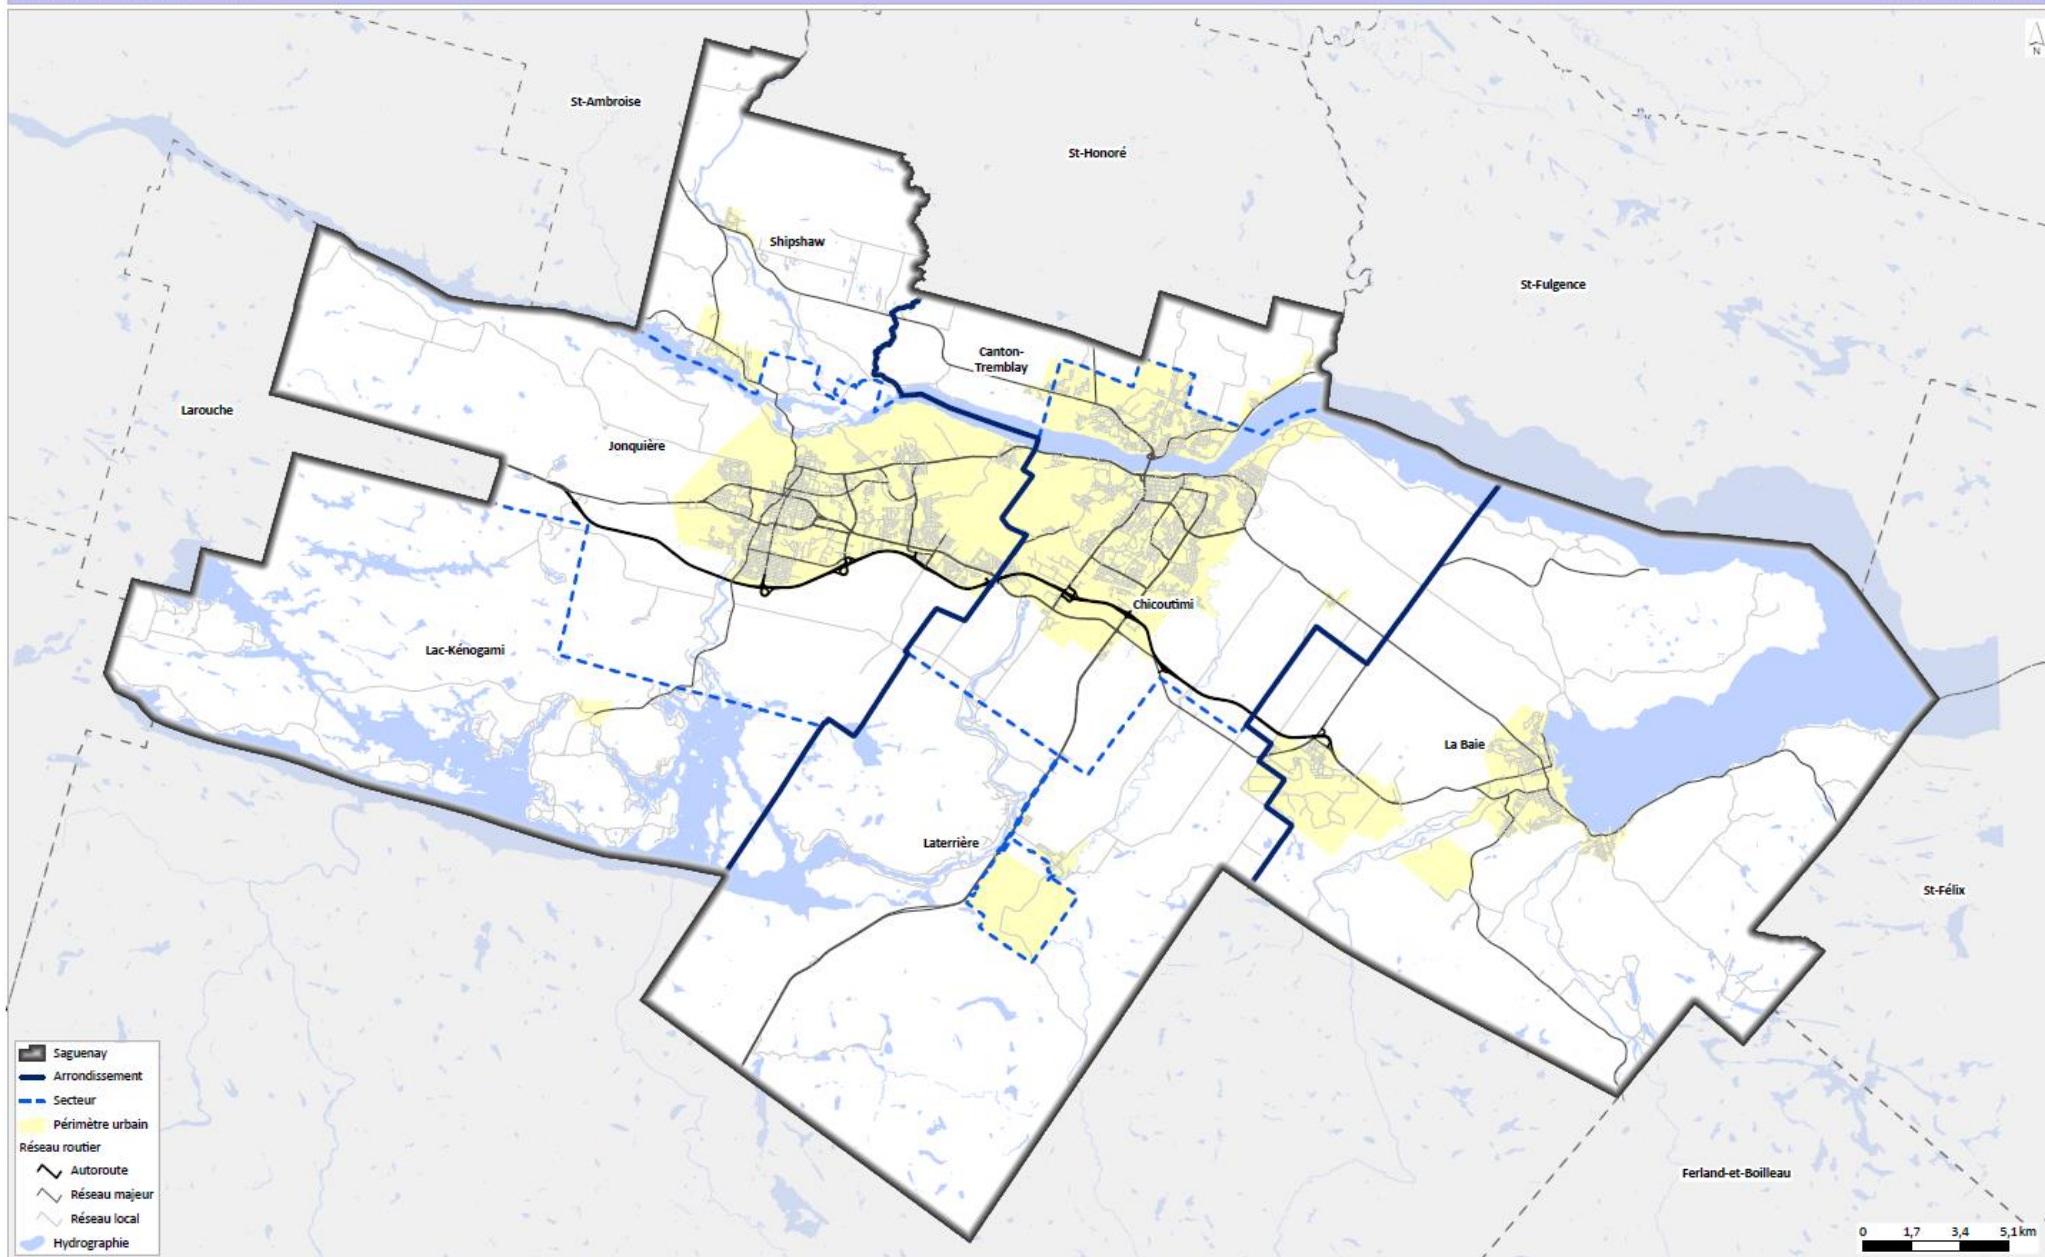 N
St-Ambroise
St-Honoré
Shipshaw
St-Fulgence
Canton-
Tremblay
Larouche
Jonquière
Chicoutimi
Lac-Kénogami
La Baie
Laterrière
St-Félix
Saguenay
Arrondissement
Secteur
Périmètre urbain
Réseau routier
Autoroute
Réseau majeur
Réseau local
Hydrographie
Ferland-et-Boilleau
0 1,7 3,4 5,1 km